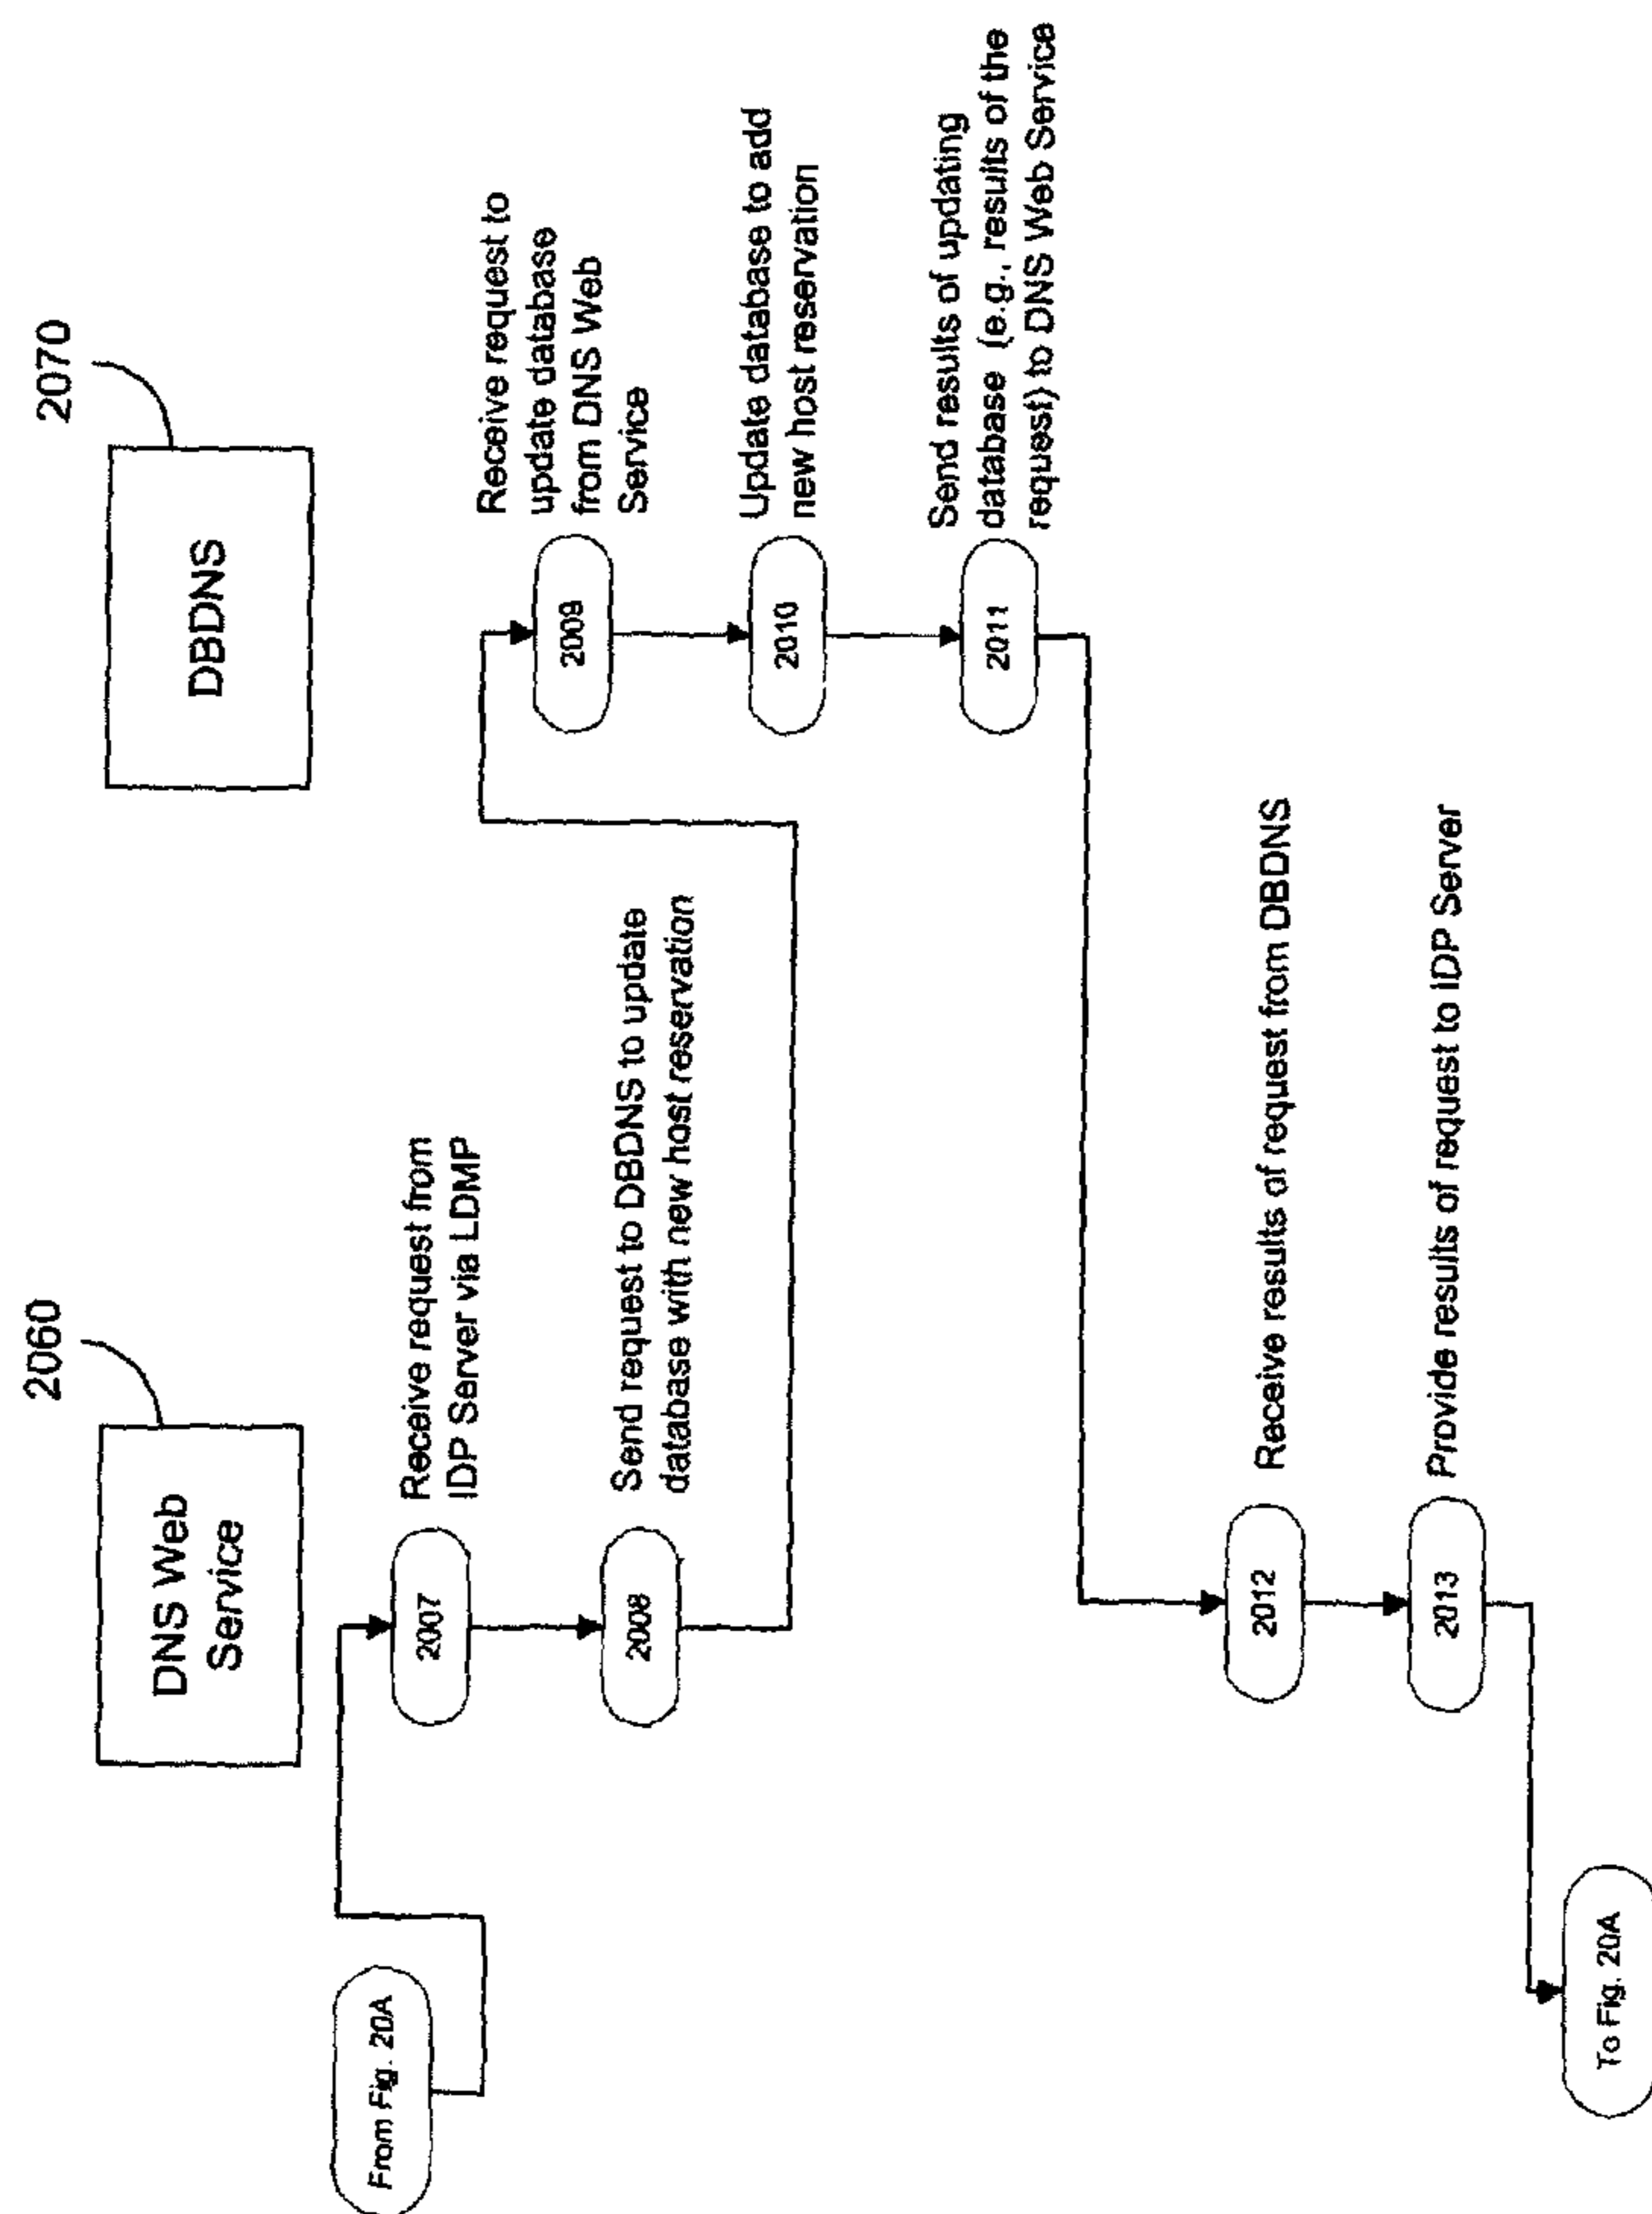 2060
DNS Web
Service
2070
DBDNS
From Fig. 20A
2007
Receive request from
IDP Server via LDMP
2008
Send request to DBDNS to update
database with new host reservation
2009
Receive request to
update database
from DNS Web
Service
2010
Update database to add
new host reservation
2011
Send results of updating
database (e.g., results of the
request) to DNS Web Service
2012
Receive results of request from DBDNS
2013
Provide results of request to IDP Server
To Fig. 20A